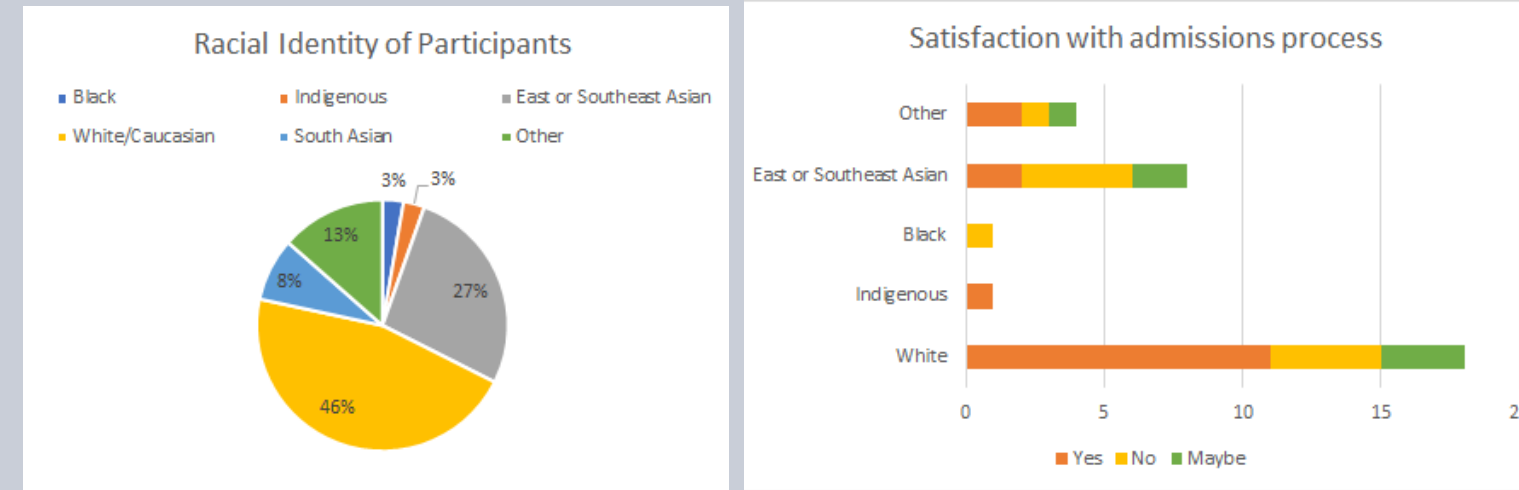 Racial Identity of Participants
Black Indigenous East or Southeast Asian
White/Caucasian South Asian Other
3% 3%
13%
27%
8%
46%
Satisfaction with admissions process
Other
East or Southeast Asian
Black
Indigenous
White
0 5 10 15 2
Yes No Maybe